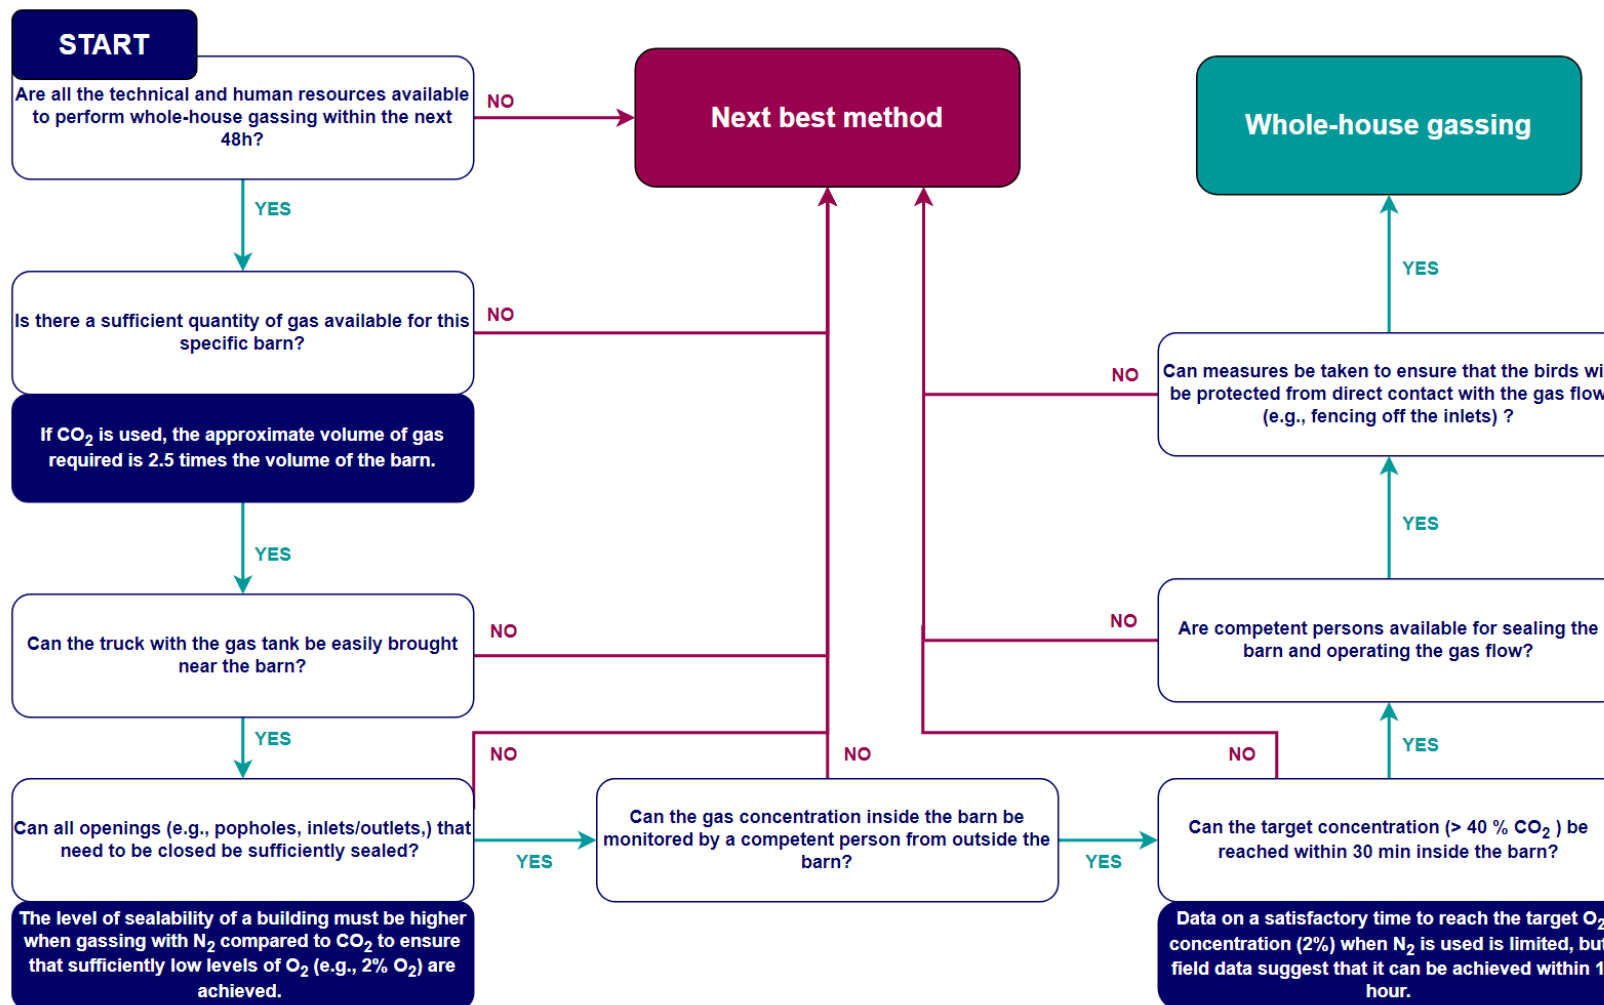 START
Are all the technical and human resources available
to perform whole-house gassing within the next
48h?
NO
Next best method
Whole-house gassing
YES
YES
Is there a sufficient quantity of gas available for this
specific barn?
NO
If CO₂ is used, the approximate volume of gas
required is 2.5 times the volume of the barn.
NO
Can measures be taken to ensure that the birds wi
be protected from direct contact with the gas flow
(e.g., fencing off the inlets) ?
YES
YES
Can the truck with the gas tank be easily brought
near the barn?
NO
NO
Are competent persons available for sealing the
barn and operating the gas flow?
YES
NO
NO
NO
YES
Can all openings (e.g., popholes, inlets/outlets,) that
need to be closed be sufficiently sealed?
YES
Can the gas concentration inside the barn be
monitored by a competent person from outside the
barn?
YES
Can the target concentration (> 40 % CO₂ ) be
reached within 30 min inside the barn?
The level of sealability of a building must be higher
when gassing with N₂ compared to CO₂ to ensure
that sufficiently low levels of O₂ (e.g., 2% O₂) are
achieved.
Data on a satisfactory time to reach the target O₂
concentration (2%) when N₂ is used is limited, but
field data suggest that it can be achieved within 1
hour.